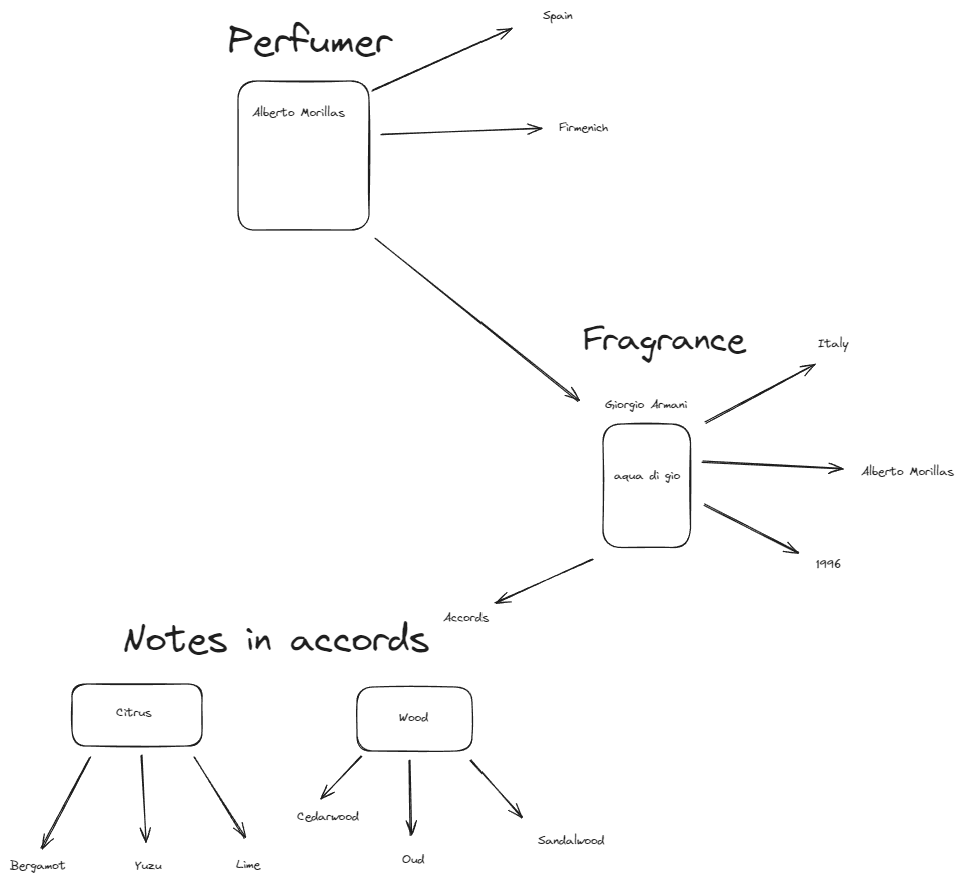 Spain
Perfumer
Alberto Morillas
Firmenich
Fragrance
Italy
Giorgio Armani
aqua di gio
Alberto Morillas
1996
Accords
Notes in accords
Citrus
Wood
Cedarwood
Sandalwood
Bergamot
Yuzu
Lime
Oud